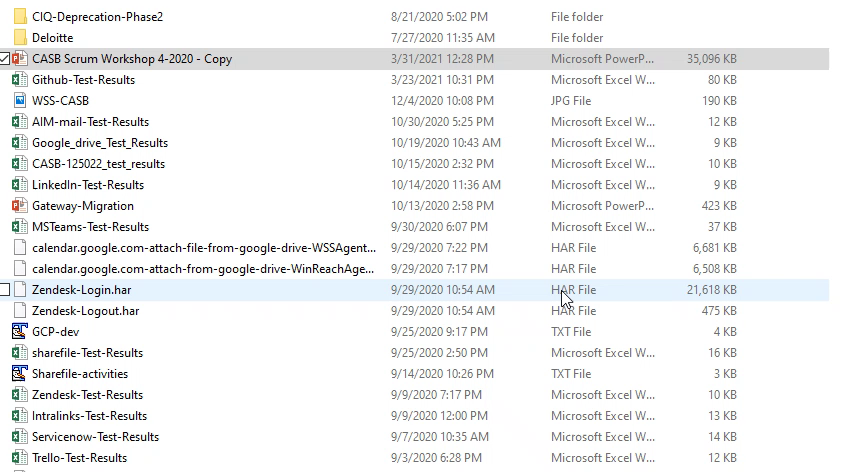 CIQ-Deprecation-Phase2 8/21/2020 5:02 PM File folder
Deloitte 7/27/2020 11:35 AM File folder
CASB Scrum Workshop 4-2020 - Copy 3/31/2021 12:28 PM Microsoft PowerP... 35,096 KB
Github-Test-Results 3/23/2021 10:31 PM Microsoft Excel W... 80 KB
WSS-CASB 12/4/2020 10:08 PM JPG File 190 KB
AIM-mail-Test-Results 10/30/2020 5:25 PM Microsoft Excel W... 12 KB
Google_drive_Test_Results 10/19/2020 10:43 AM Microsoft Excel W... 9 KB
CASB-125022_test_results 10/15/2020 2:32 PM Microsoft Excel W... 10 KB
LinkedIn-Test-Results 10/14/2020 11:36 AM Microsoft Excel W... 9 KB
Gateway-Migration 10/13/2020 2:58 PM Microsoft PowerP... 423 KB
MSTeams-Test-Results 9/30/2020 6:07 PM Microsoft Excel W... 37 KB
calendar.google.com-attach-file-from-google-drive-WSSAgent... 9/29/2020 7:22 PM HAR File 6,681 KB
calendar.google.com-attach-from-google-drive-WinReachAge... 9/29/2020 7:17 PM HAR File 6,508 KB
Zendesk-Login.har 9/29/2020 10:54 AM HAR File 21,618 KB
Zendesk-Logout.har 9/29/2020 10:54 AM HAR File 475 KB
GCP-dev 9/25/2020 9:17 PM TXT File 4 KB
sharefile-Test-Results 9/25/2020 2:50 PM Microsoft Excel W... 16 KB
Sharefile-activities 9/14/2020 10:26 PM TXT File 3 KB
Zendesk-Test-Results 9/9/2020 7:17 PM Microsoft Excel W... 10 KB
Intralinks-Test-Results 9/9/2020 12:00 PM Microsoft Excel W... 13 KB
Servicenow-Test-Results 9/7/2020 10:35 AM Microsoft Excel W... 14 KB
Trello-Test-Results 9/3/2020 6:28 PM Microsoft Excel W... 12 KB